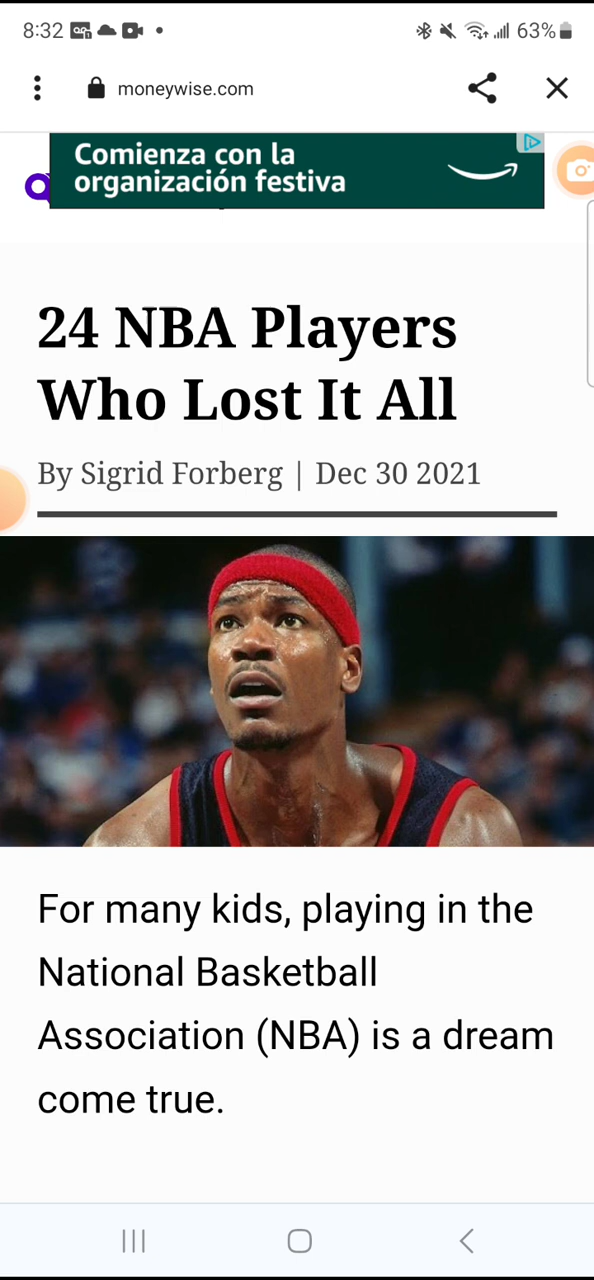 8:32
63%
moneywise.com
Comienza con la
organización festiva
24 NBA Players
Who Lost It All
By Sigrid Forberg | Dec 30 2021
For many kids, playing in the
National Basketball
Association (NBA) is a dream
come true.